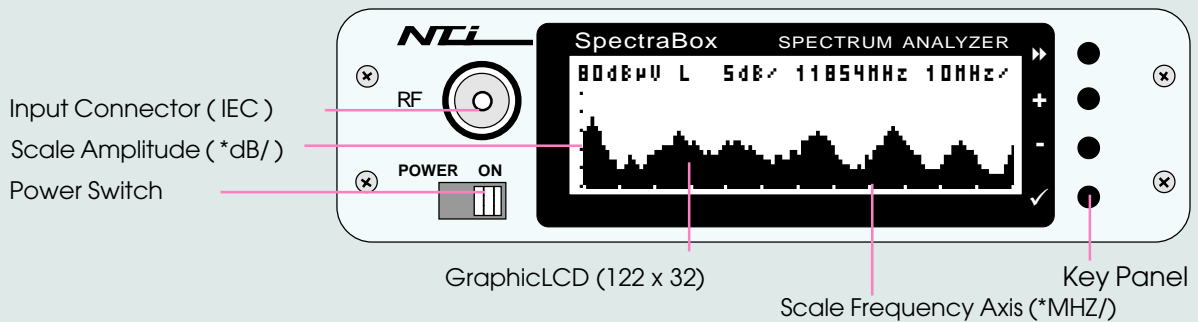 NTi
SpectraBox SPECTRUM ANALYZER
80dBµV L 5dB/ 11854MHz 10MHz/
RF
+
-
✓
POWER ON
Input Connector ( IEC )
Scale Amplitude ( *dB/ )
Power Switch
GraphicLCD (122 x 32)
Key Panel
Scale Frequency Axis (*MHZ/)